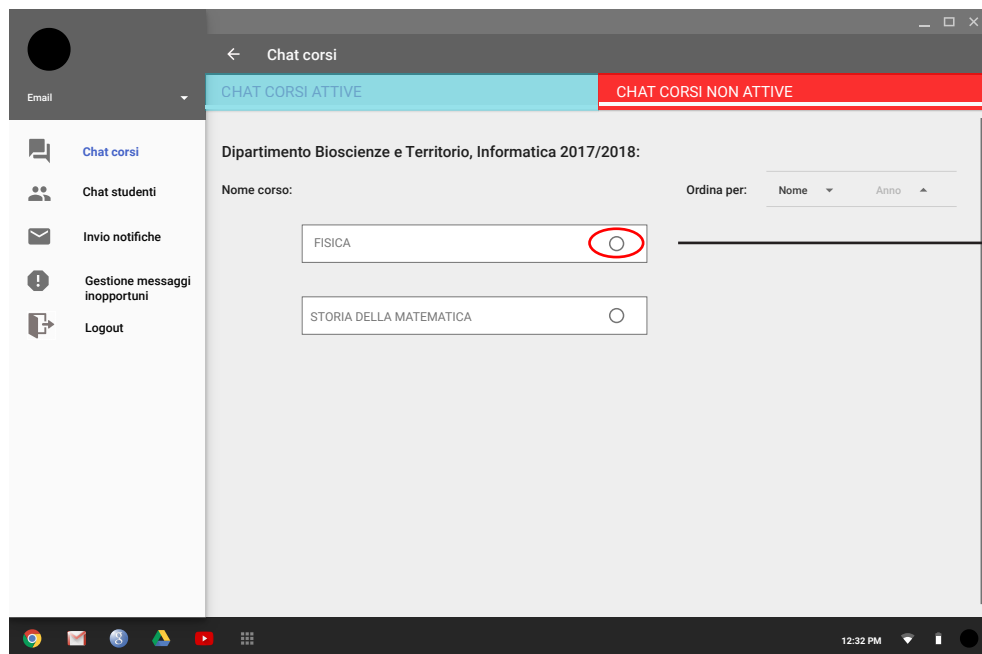 Chat corsi
Email
CHAT CORSI ATTIVE
CHAT CORSI NON ATTIVE
Chat corsi
Chat studenti
Invio notifiche
Gestione messaggi
inopportuni
Logout
Dipartimento Bioscienze e Territorio, Informatica 2017/2018:
Nome corso:
Ordina per: Nome Anno
FISICA
STORIA DELLA MATEMATICA
12:32 PM